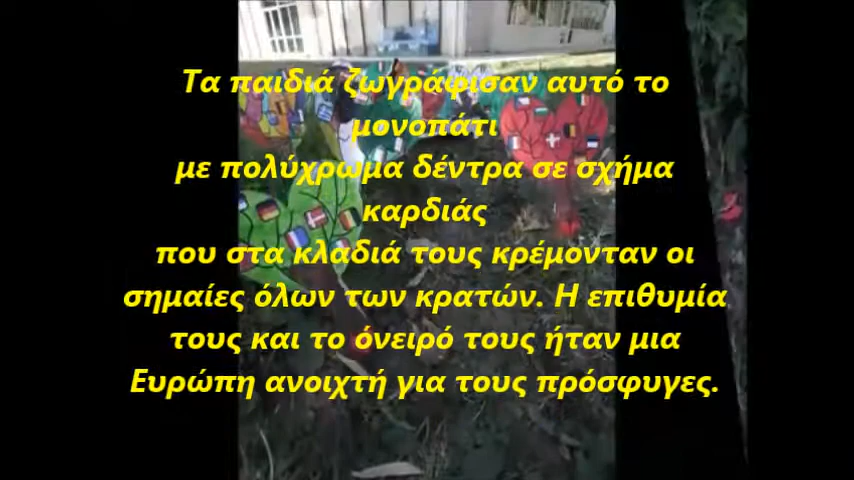 Τα παιδιά ζωγράφισαν αυτό το
μονοπάτι
με πολύχρωμα δέντρα σε σχήμα
καρδιάς
που στα κλαδιά τους κρέμονταν οι
σημαίες όλων των κρατών. Η επιθυμία
τους και το όνειρό τους ήταν μια
Ευρώπη ανοιχτή για τους πρόσφυγες.